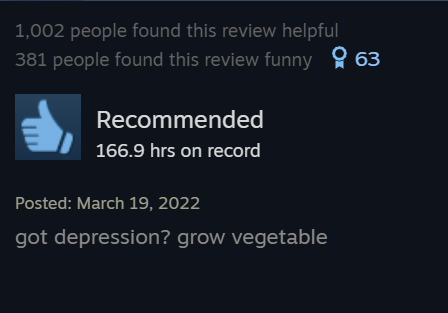 1,002 people found this review helpful
381 people found this review funny 63
Recommended
166.9 hrs on record
Posted: March 19, 2022
got depression? grow vegetable